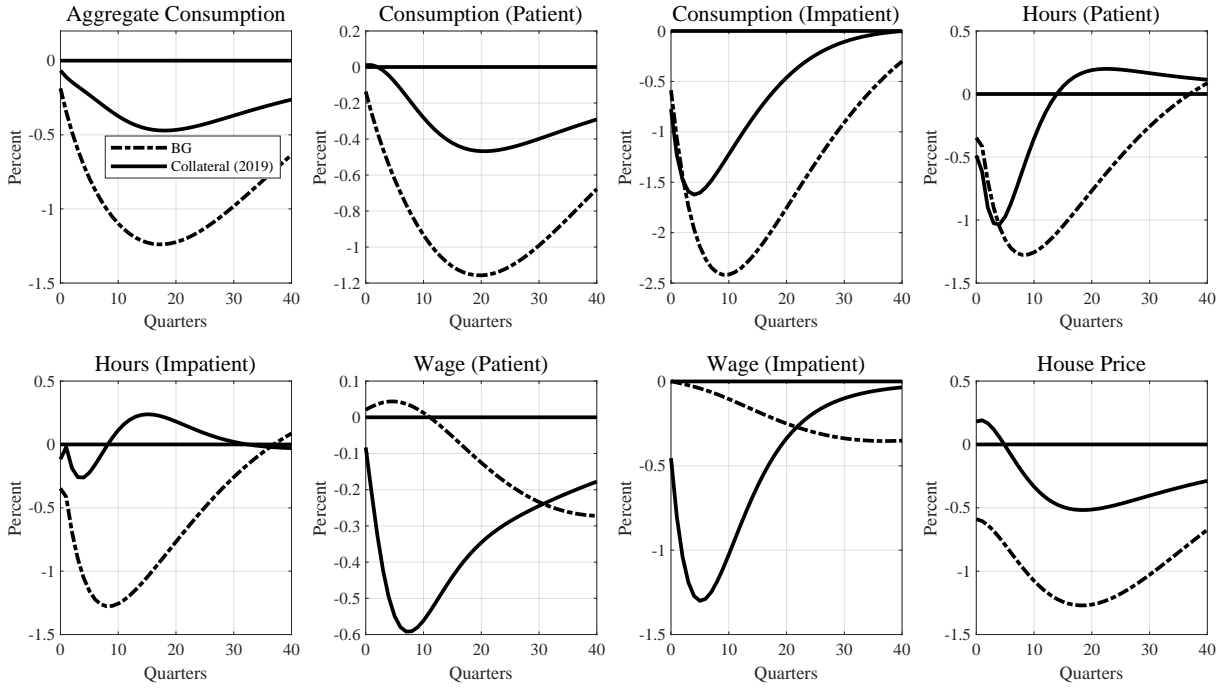 Aggregate Consumption
Consumption (Patient)
Consumption (Impatient)
Hours (Patient)
0
-0.5
-1
-1.5
Percent
BG
Collateral (2019)
0 10 20 30 40
Quarters
0.2
0
-0.2
-0.4
-0.6
-0.8
-1
-1.2
Percent
0 10 20 30 40
Quarters
0
-0.5
-1
-1.5
-2
-2.5
Percent
0 10 20 30 40
Quarters
0.5
0
-0.5
-1
-1.5
Percent
0 10 20 30 40
Quarters
Hours (Impatient)
Wage (Patient)
Wage (Impatient)
House Price
0.5
0
-0.5
-1
-1.5
Percent
0 10 20 30 40
Quarters
0.1
0
-0.1
-0.2
-0.3
-0.4
-0.5
-0.6
Percent
0 10 20 30 40
Quarters
0
-0.5
-1
-1.5
Percent
0 10 20 30 40
Quarters
0.5
0
-0.5
-1
-1.5
Percent
0 10 20 30 40
Quarters